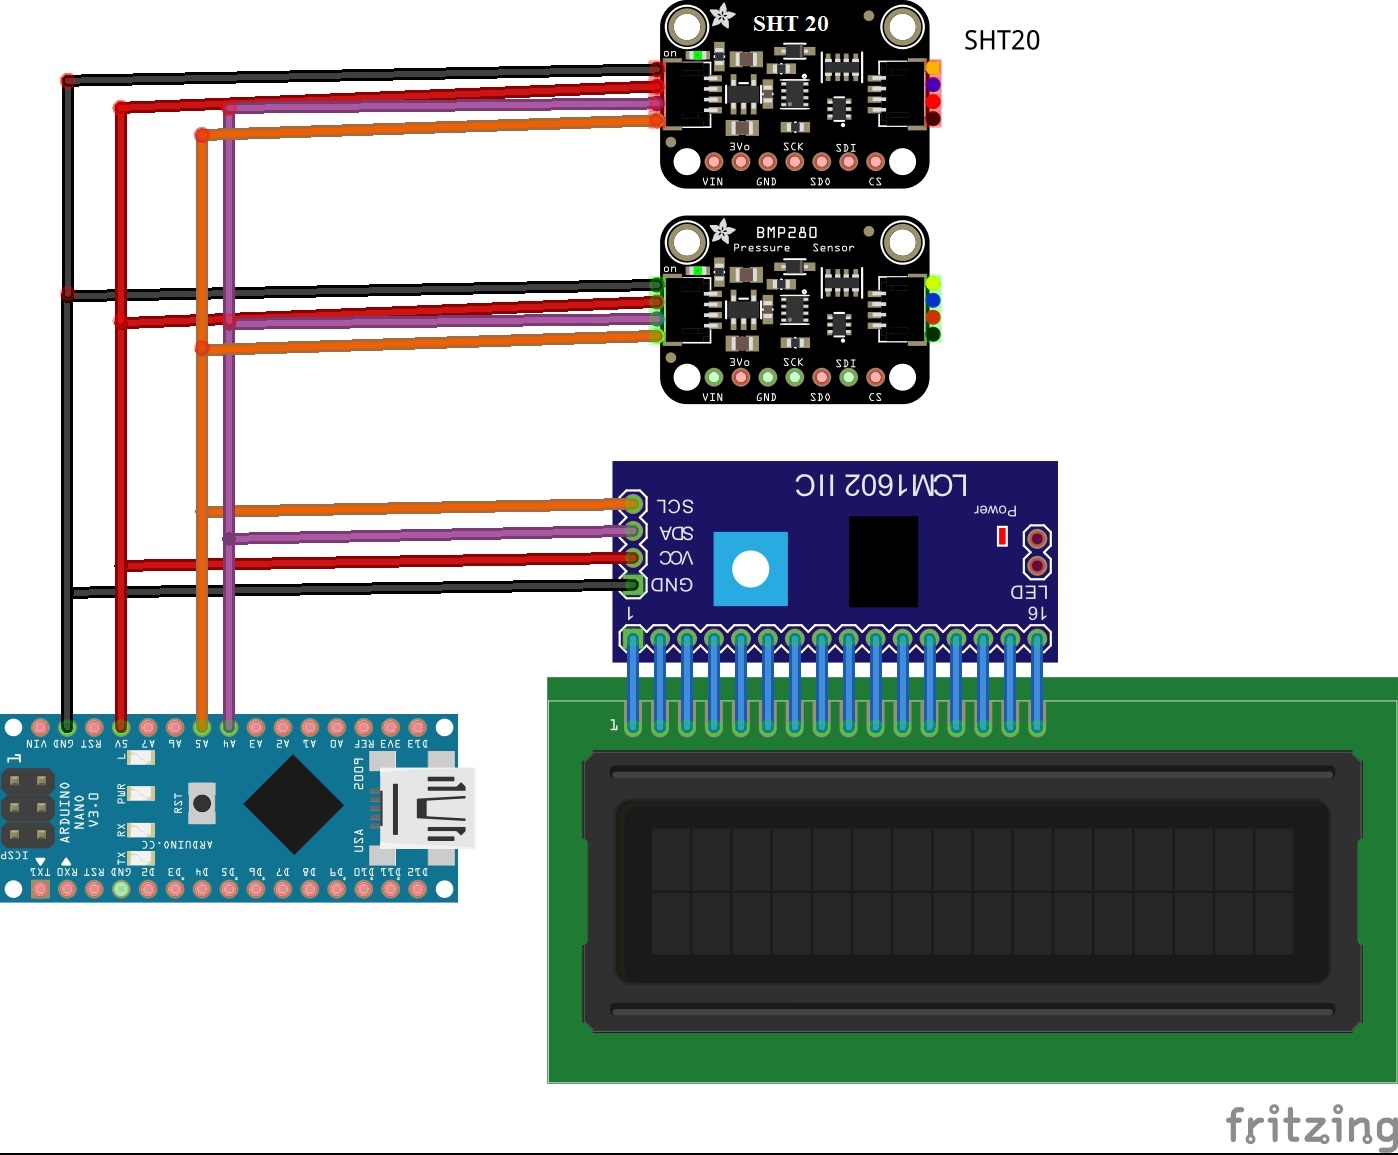 SHT 20
SHT20
on
3Vo SCK SDI
VIN GND SDO CS
BMP280
Pressure Sensor
on
3Vo SCK SDI
VIN GND SDO CS
LCM1602 IIC
SCL
SDA
VCC
GND
Power
LED
1
16
1
VIN GND RST 5V A7 A6 A5 A4 A3 A2 A1 A0 REF 3V3 D13
1
L
PWR
RX
TX
RST
ARDUINO
NANO
V3.0
ARDUINO.CC
2009
USA
ICSP
TX1 RX0 RST GND D2 D3 D4 D5 D6 D7 D8 D9 D10 D11 D12
fritzing